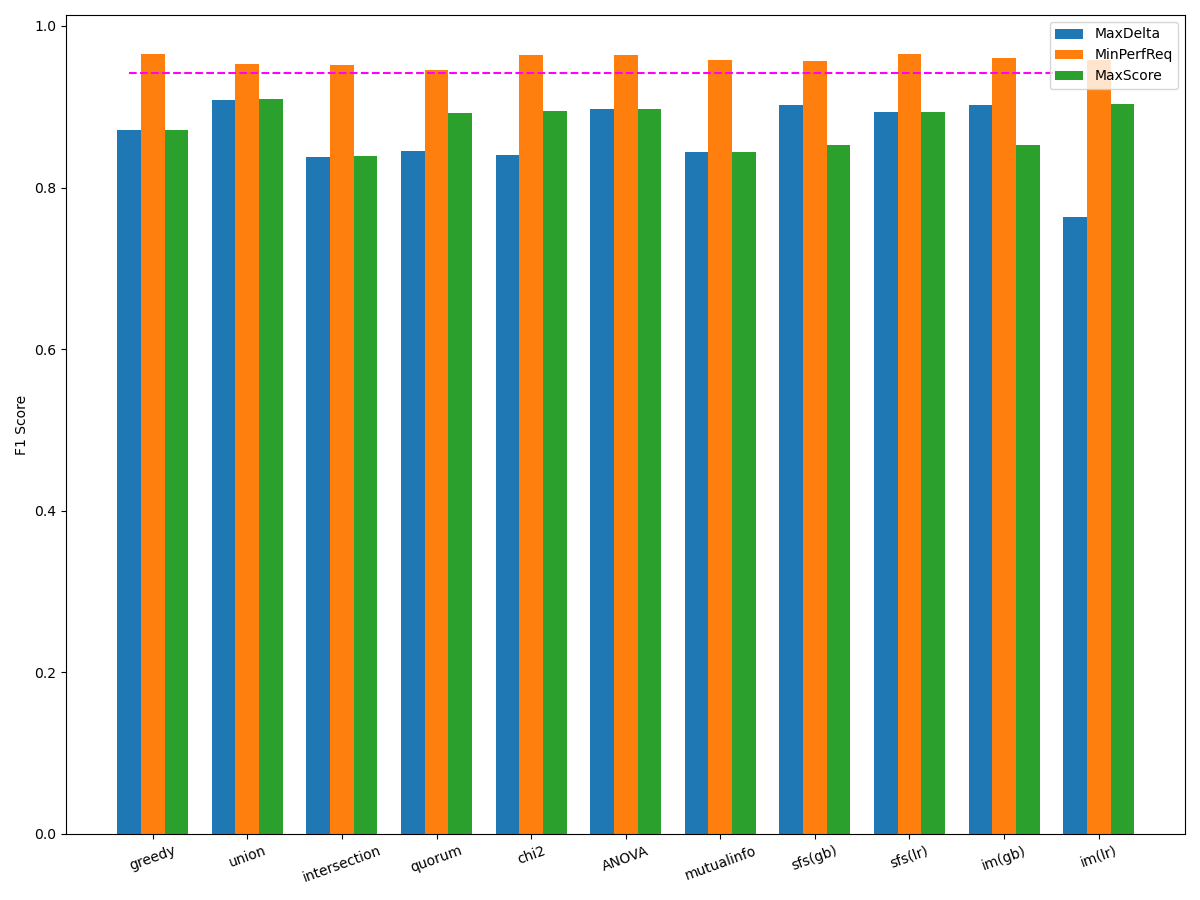 MaxDelta
MinPerfReq
MaxScore
F1 Score
1.0
0.8
0.6
0.4
0.2
0.0
greedy
union
intersection
quorum
chi2
ANOVA
mutualinfo
sfs(gb)
sfs(lr)
im(gb)
im(lr)